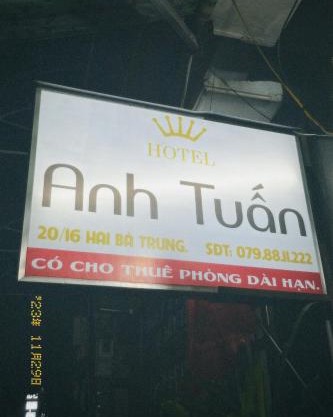 HOTEL
Anh Tuấn
20/16 HAI BÀ TRƯNG. SĐT: 079.88.11.222
CÓ CHO THUÊ PHÒNG DÀI HẠN.
'23年 11月29日